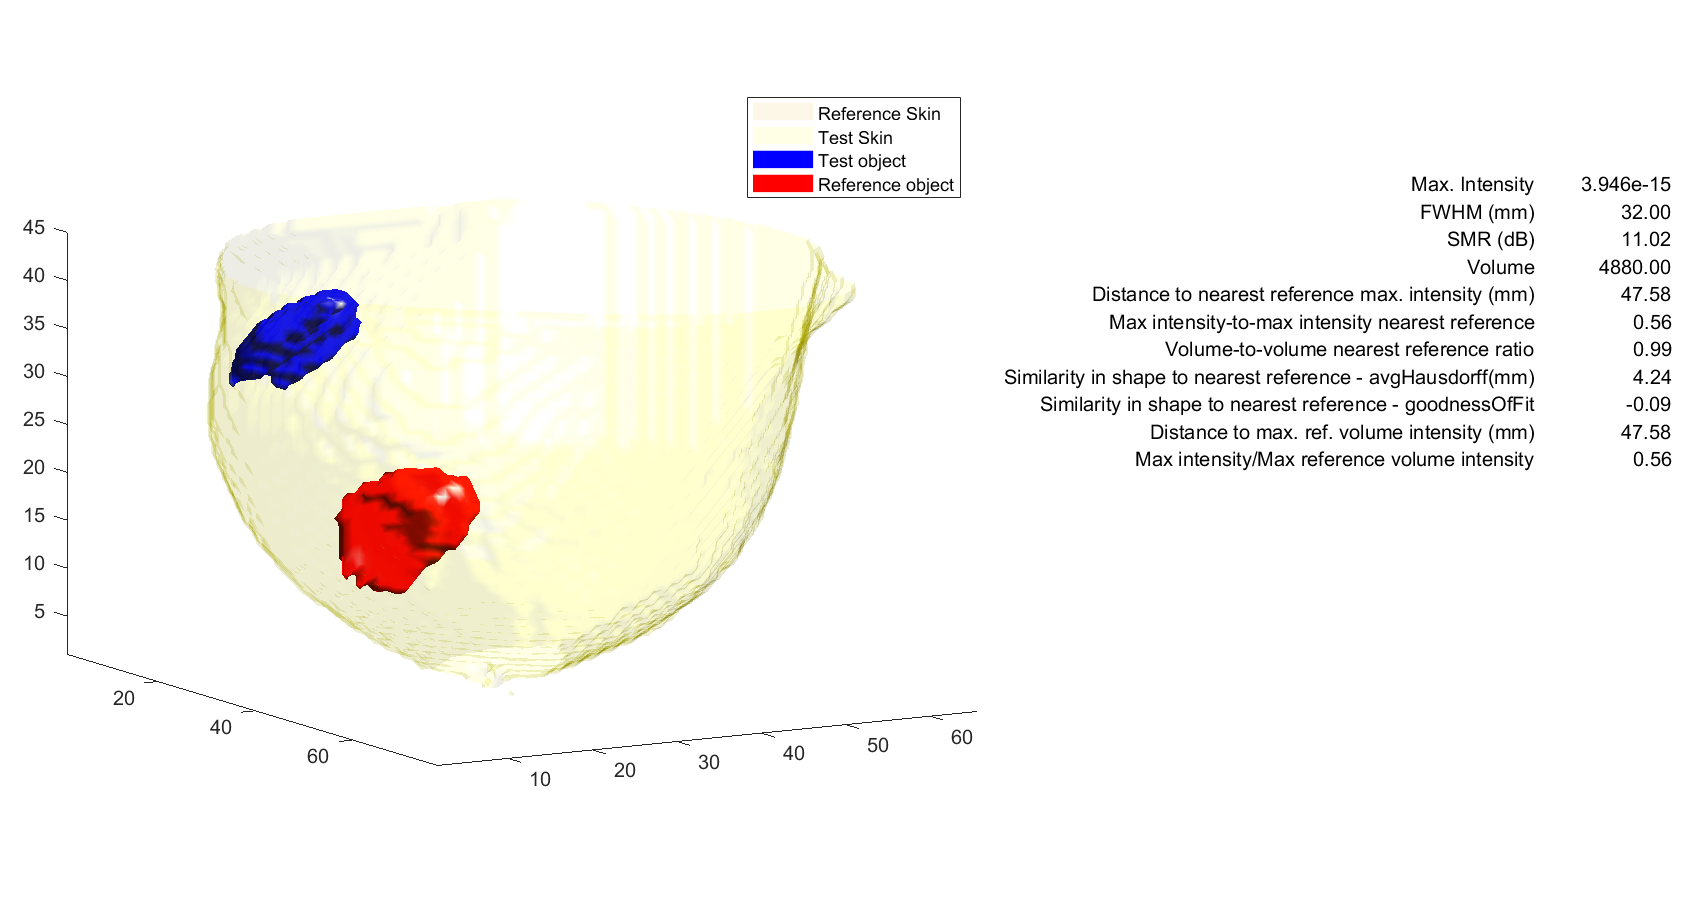 Reference Skin
Test Skin
Test object
Reference object
Max. Intensity 3.946e-15
FWHM (mm) 32.00
SMR (dB) 11.02
Volume 4880.00
Distance to nearest reference max. intensity (mm) 47.58
Max intensity-to-max intensity nearest reference 0.56
Volume-to-volume nearest reference ratio 0.99
Similarity in shape to nearest reference - avgHausdorff(mm) 4.24
Similarity in shape to nearest reference - goodnessOfFit -0.09
Distance to max. ref. volume intensity (mm) 47.58
Max intensity/Max reference volume intensity 0.56
45
40
35
30
25
20
15
10
5
20
40
60
10
20
30
40
50
60